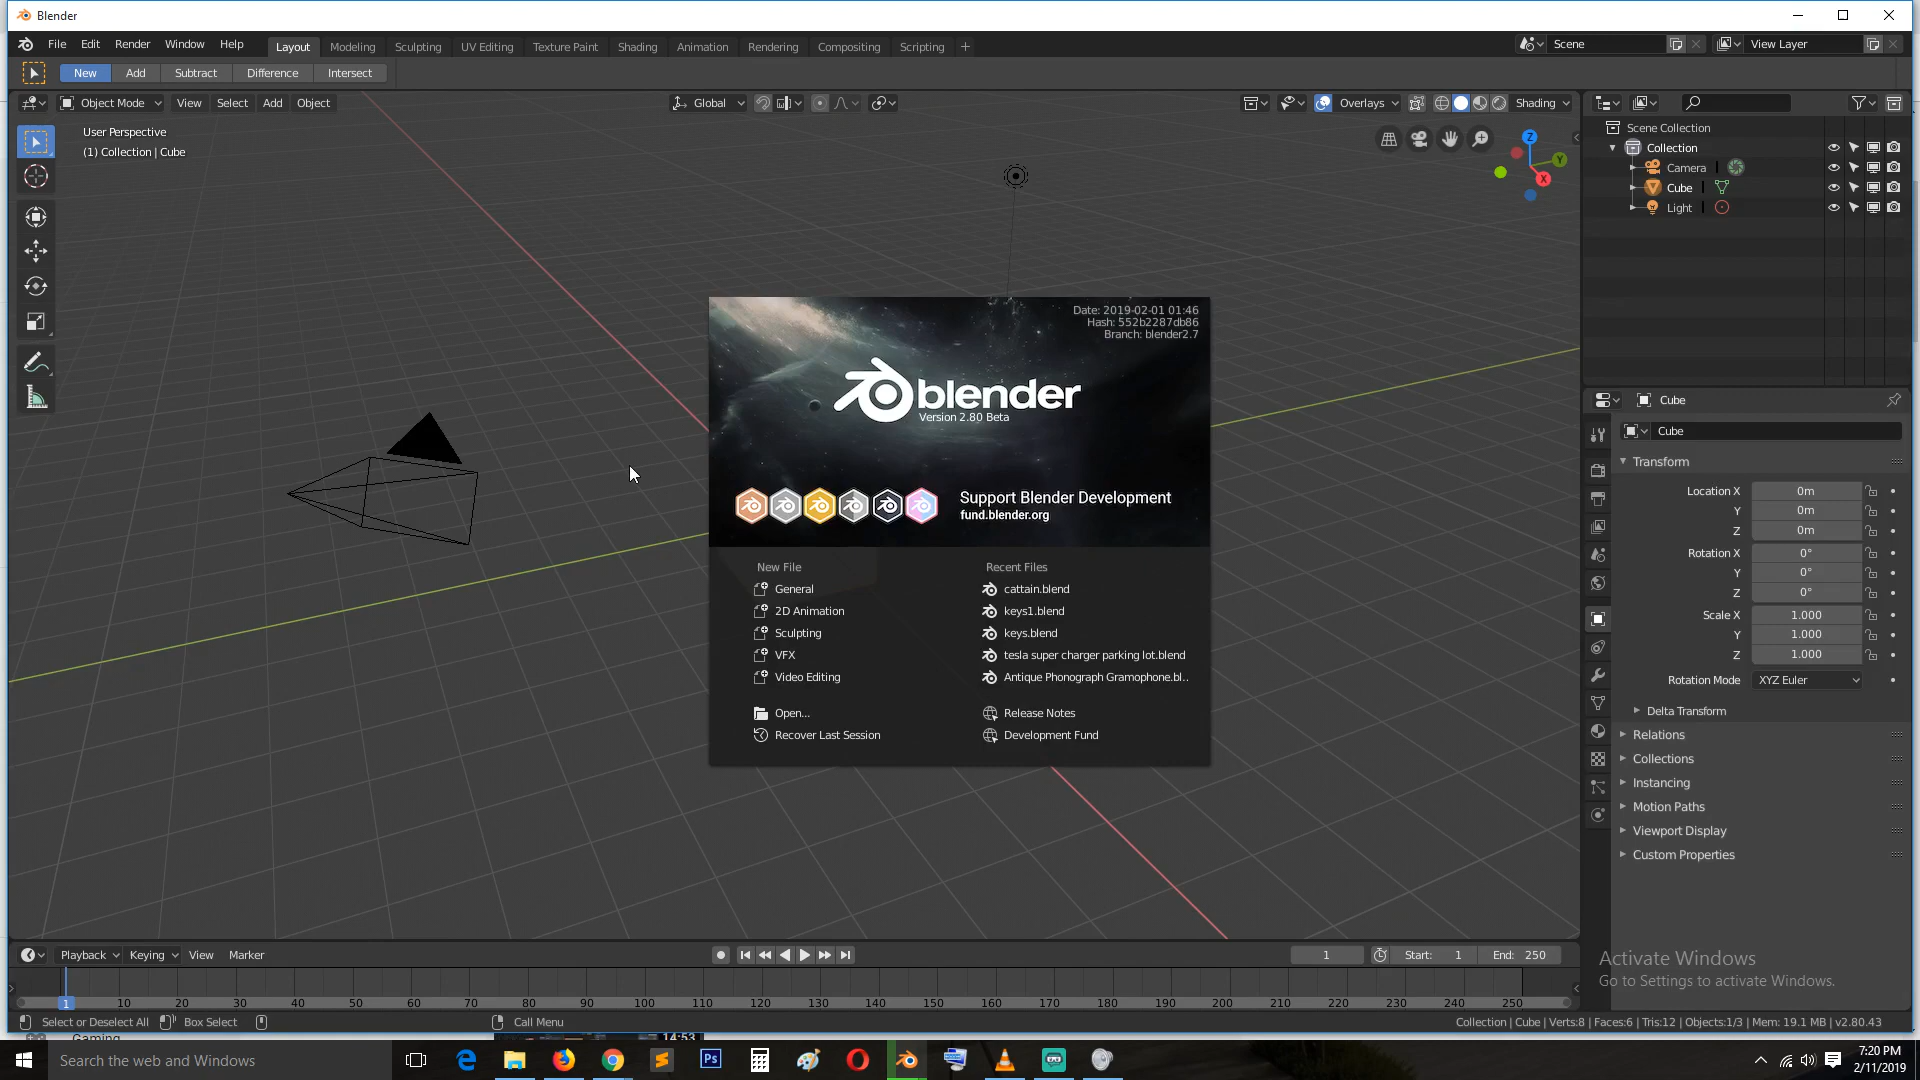 Blender
File Edit Render Window Help Layout Modeling Sculpting UV Editing Texture Paint Shading Animation Rendering Compositing Scripting + Scene View Layer
New Add Subtract Difference Intersect
Object Mode View Select Add Object Global Overlays Shading
User Perspective
(1) Collection | Cube
Z
Y
X
Scene Collection
Collection
Camera
Cube
Light
Date: 2019-02-01 01:46
Hash: 552b2287db86
Branch: blender2.7
blender
Version 2.80 Beta
Support Blender Development
fund.blender.org
New File
General
2D Animation
Sculpting
VFX
Video Editing
Open...
Recover Last Session
Recent Files
cattain.blend
keys1.blend
keys.blend
tesla super charger parking lot.blend
Antique Phonograph Gramophone.bl..
Release Notes
Development Fund
Cube
Cube
Transform
Location X 0m
Y 0m
Z 0m
Rotation X 0°
Y 0°
Z 0°
Scale X 1.000
Y 1.000
Z 1.000
Rotation Mode XYZ Euler
Delta Transform
Relations
Collections
Instancing
Motion Paths
Viewport Display
Custom Properties
Activate Windows
Go to Settings to activate Windows.
Playback Keying View Marker 1 Start: 1 End: 250
1 10 20 30 40 50 60 70 80 90 100 110 120 130 140 150 160 170 180 190 200 210 220 230 240 250
Select or Deselect All Box Select Call Menu Collection | Cube | Verts:8 | Faces:6 | Tris:12 | Objects:1/3 | Mem: 19.1 MB | v2.80.43
Gaming 14:53
Search the web and Windows Ps 7:20 PM
2/11/2019